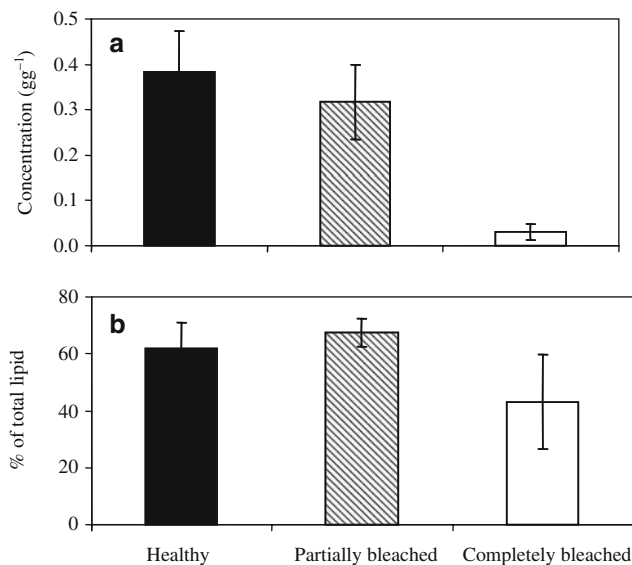 a
Concentration (gg⁻¹)
0.5
0.4
0.3
0.2
0.1
0.0
b
% of total lipid
80
60
40
20
0
Healthy Partially bleached Completely bleached